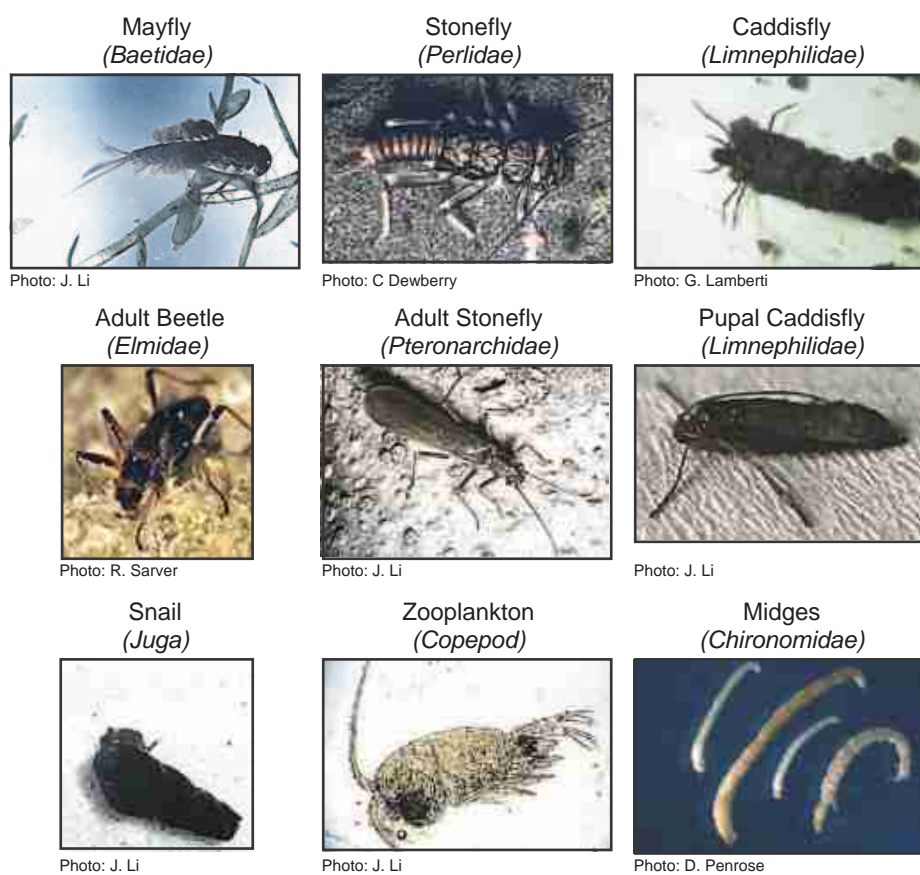 Mayfly
(Baetidae)
Stonefly
(Perlidae)
Caddisfly
(Limnephilidae)
Photo: J. Li
Photo: C Dewberry
Photo: G. Lamberti
Adult Beetle
(Elmidae)
Adult Stonefly
(Pteronarchidae)
Pupal Caddisfly
(Limnephilidae)
Photo: R. Sarver
Photo: J. Li
Photo: J. Li
Snail
(Juga)
Zooplankton
(Copepod)
Midges
(Chironomidae)
Photo: J. Li
Photo: J. Li
Photo: D. Penrose